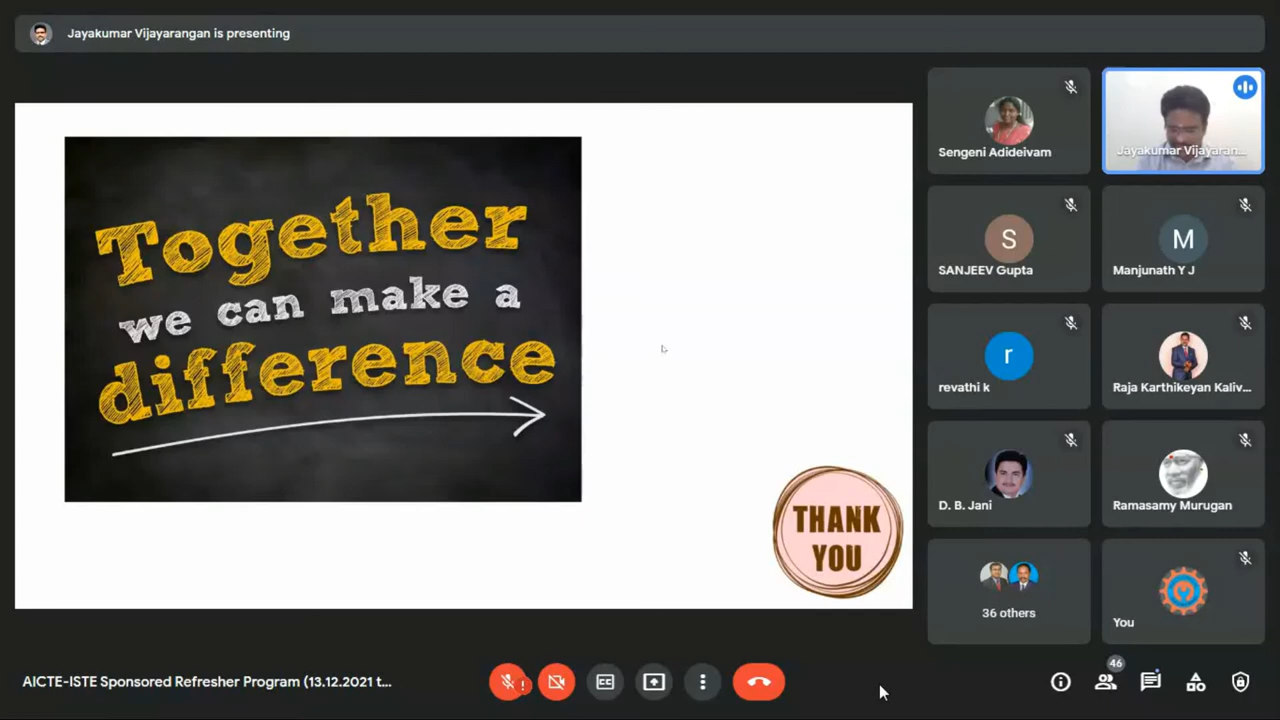 Jayakumar Vijayarangan is presenting
Together
we can make a
difference
THANK
YOU
Sengeni Adideivam
Jayakumar Vijayaran...
S
SANJEEV Gupta
M
Manjunath Y J
r
revathi k
Raja Karthikeyan Kaliv...
D. B. Jani
Ramasamy Murugan
36 others
You
AICTE-ISTE Sponsored Refresher Program (13.12.2021 t...
!
CC
46